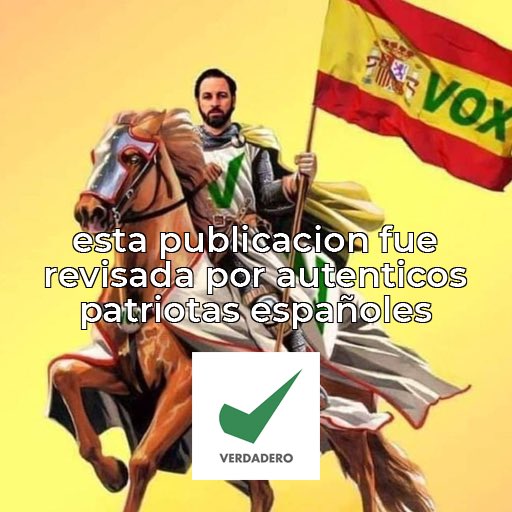 VOX
esta publicacion fue
revisada por autenticos
patriotas españoles
VERDADERO